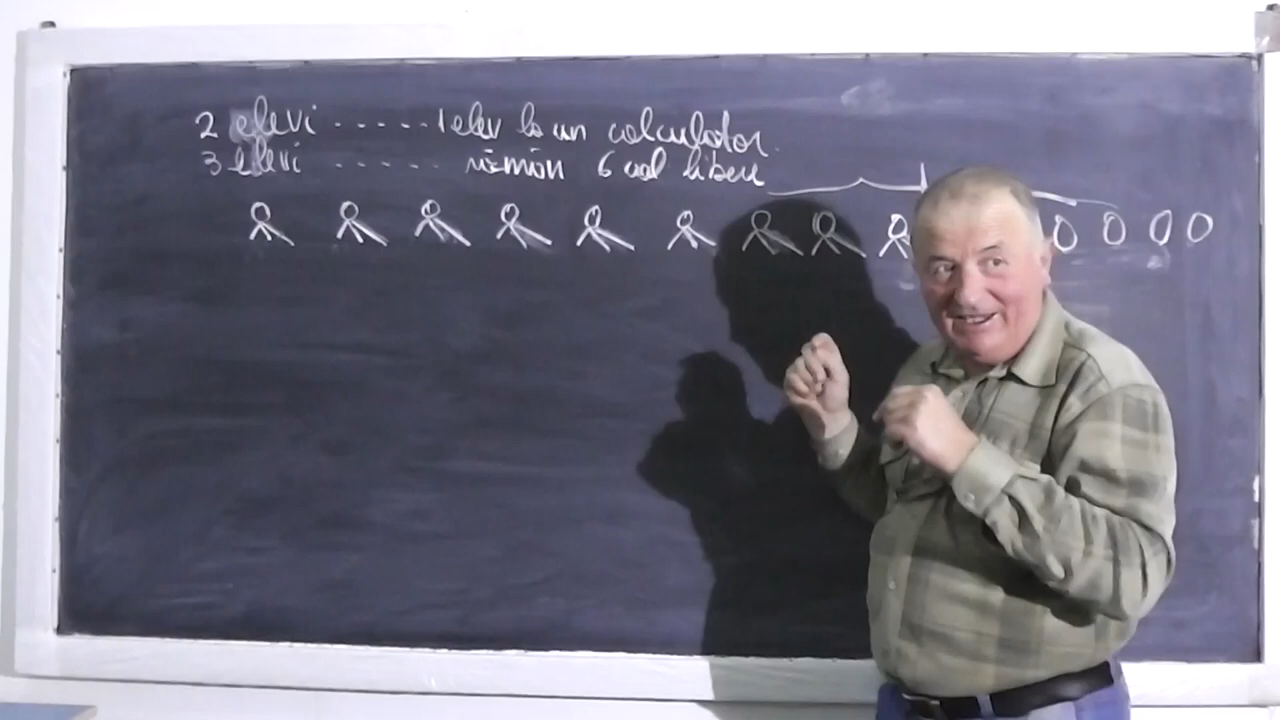 2 elevi ..... 1 elev la un calculator.
3 elevi ...... rămân 6 cal libere